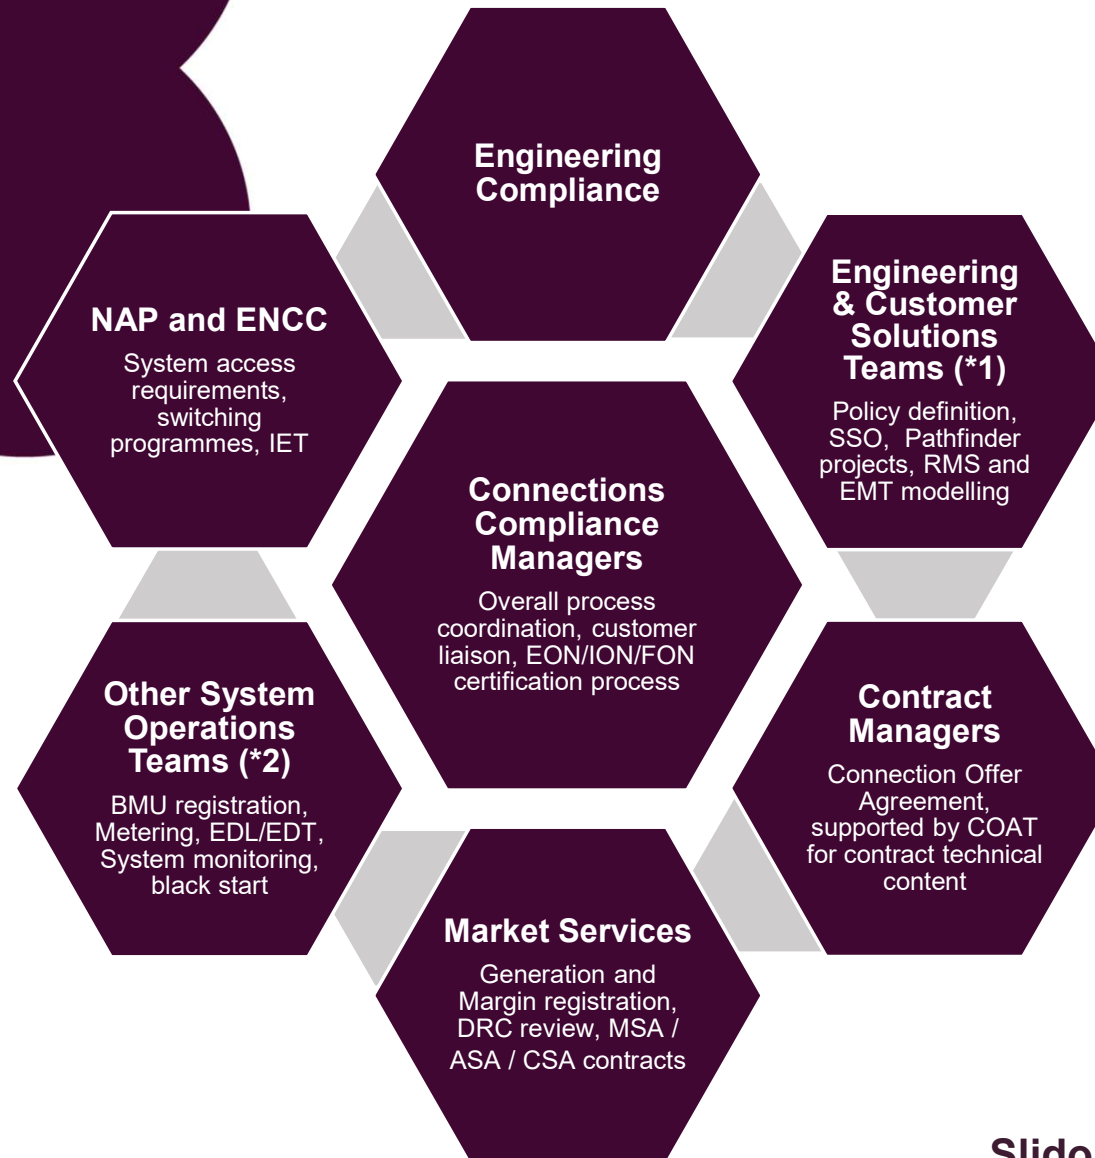 Engineering
Compliance
NAP and ENCC
System access
requirements,
switching
programmes, IET
Engineering
& Customer
Solutions
Teams (*1)
Policy definition,
SSO, Pathfinder
projects, RMS and
EMT modelling
Connections
Compliance
Managers
Overall process
coordination, customer
liaison, EON/ION/FON
certification process
Other System
Operations
Teams (*2)
BMU registration,
Metering, EDL/EDT,
System monitoring,
black start
Contract
Managers
Connection Offer
Agreement,
supported by COAT
for contract technical
content
Market Services
Generation and
Margin registration,
DRC review, MSA /
ASA / CSA contracts
Slido